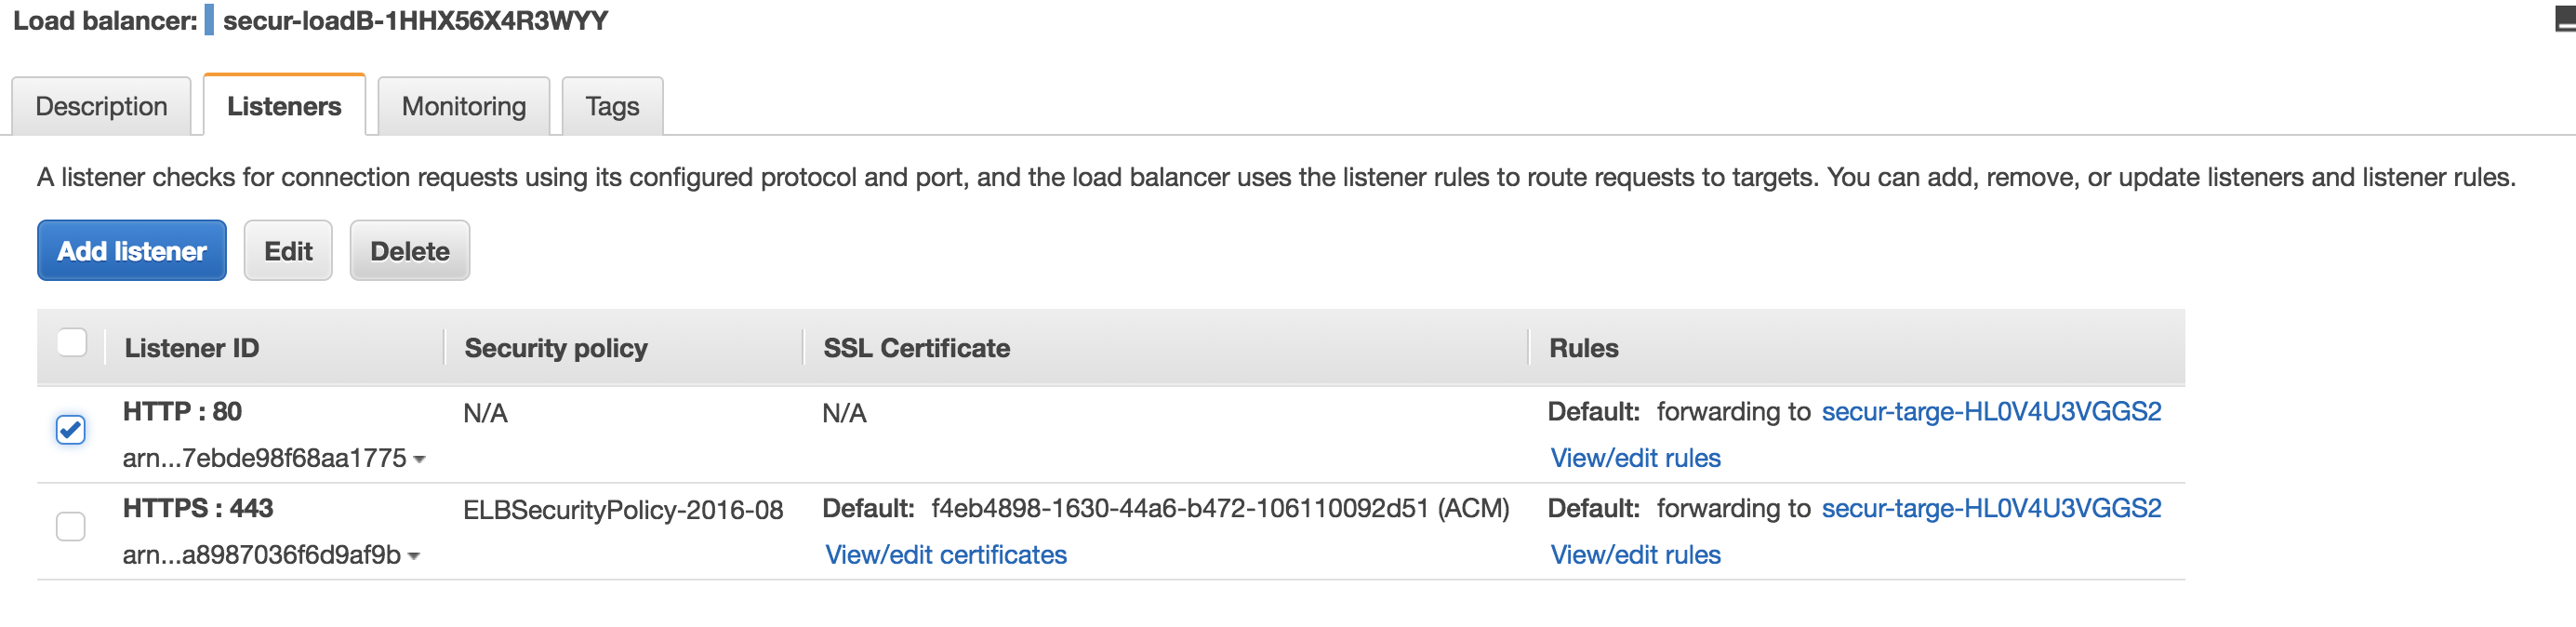 Load balancer: secur-loadB-1HHX56X4R3WYY
Description Listeners Monitoring Tags
A listener checks for connection requests using its configured protocol and port, and the load balancer uses the listener rules to route requests to targets. You can add, remove, or update listeners and listener rules.
Add listener Edit Delete
Listener ID Security policy SSL Certificate Rules
HTTP : 80 N/A N/A Default: forwarding to secur-targe-HL0V4U3VGGS2
arn...7ebde98f68aa1775 View/edit rules
HTTPS : 443 ELBSecurityPolicy-2016-08 Default: f4eb4898-1630-44a6-b472-106110092d51 (ACM) Default: forwarding to secur-targe-HL0V4U3VGGS2
arn...a8987036f6d9af9b View/edit certificates View/edit rules